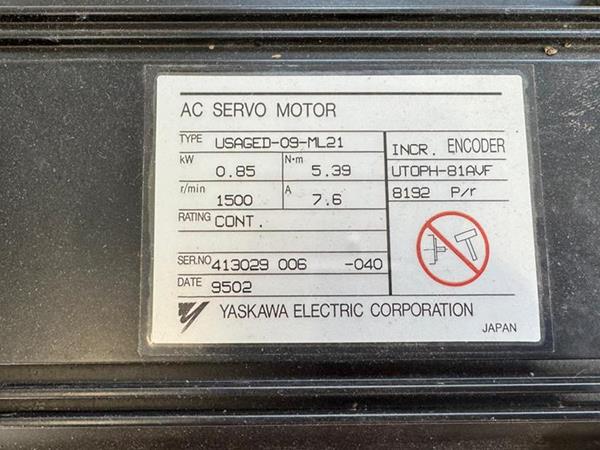 AC SERVO MOTOR
TYPE USAGED-09-ML21
kW 0.85 N·m 5.39
r/min 1500 A 7.6
RATING CONT.
SER.NO 413029 006 -040
DATE 9502
INCR. ENCODER
UTOPH-81AVF
8192 P/r
YASKAWA ELECTRIC CORPORATION
JAPAN